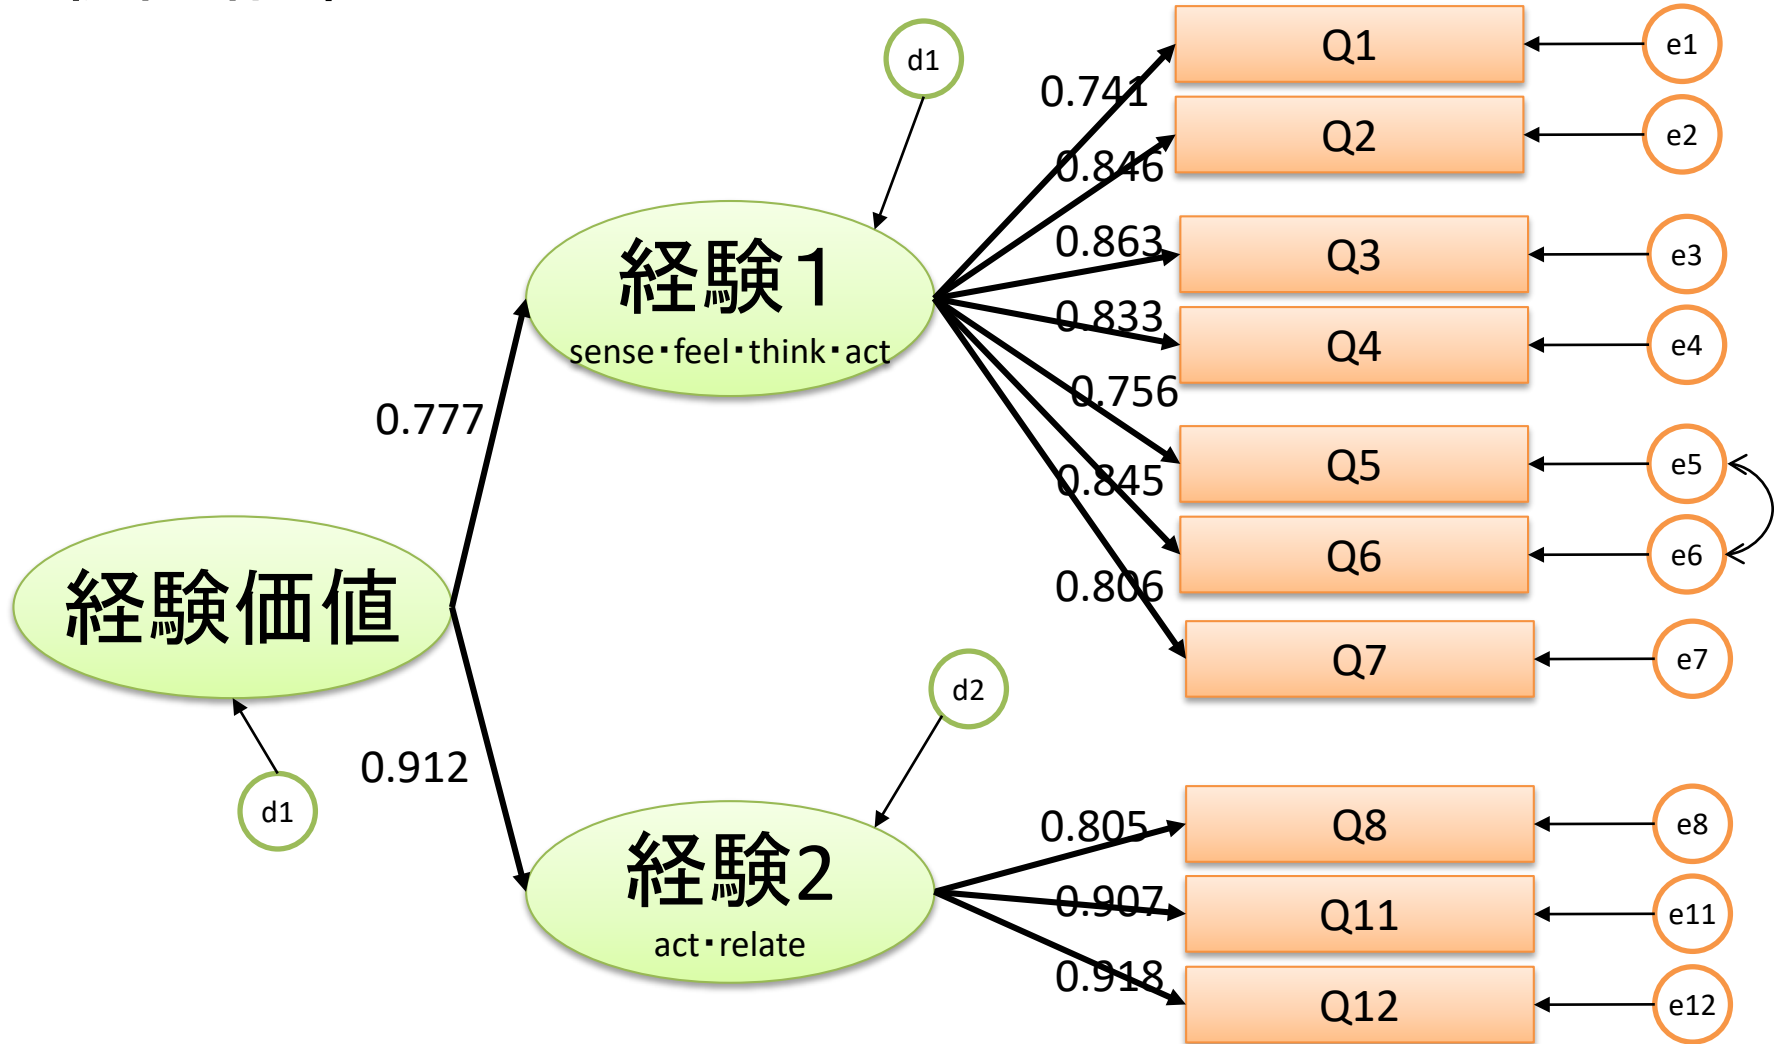 d1
Q1
e1
0.741
Q2
e2
0.846
経験1
sense・feel・think・act
0.863
Q3
e3
0.833
Q4
e4
0.756
Q5
e5
0.845
Q6
e6
0.806
Q7
e7
0.777
経験価値
d1
0.912
d2
経験2
act・relate
0.805
Q8
e8
0.907
Q11
e11
0.918
Q12
e12